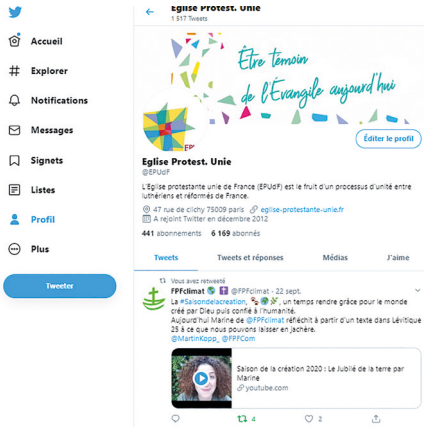 Eglise Protest. Unie
1 517 Tweets
Accueil
Explorer
Notifications
Messages
Signets
Listes
Profil
Plus
Tweeter
Être témoin
de l'Évangile aujourd'hui
Éditer le profil
Eglise Protest. Unie
@EPUdF
L'Eglise protestante unie de France (EPUdF) est le fruit d'un processus d'unité entre
luthériens et réformés de France.
47 rue de clichy 75009 paris eglise-protestante-unie.fr
A rejoint Twitter en décembre 2012
441 abonnements 6 169 abonnés
Tweets Tweets et réponses Médias J'aime
Vous avez retweeté
FPFclimat @FPFclimat · 22 sept.
La #Saisondelacreation, , un temps rendre grâce pour le monde
créé par Dieu puis confié à l'humanité.
Aujourd'hui Marine de @FPFclimat réfléchit à partir d'un texte dans Lévitique
25 à ce que nous pouvons laisser en jachère.
@MartinKopp_ @FPFCom
Saison de la création 2020 : Le Jubilé de la terre par
Marine
youtube.com
4 2